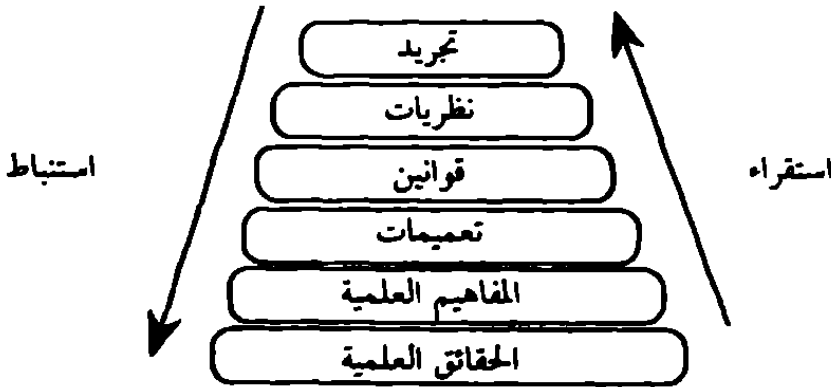 تجريد
نظريات
استقراء
قوانين
استنباط
تعميمات
المفاهيم العلمية
الحقائق العلمية